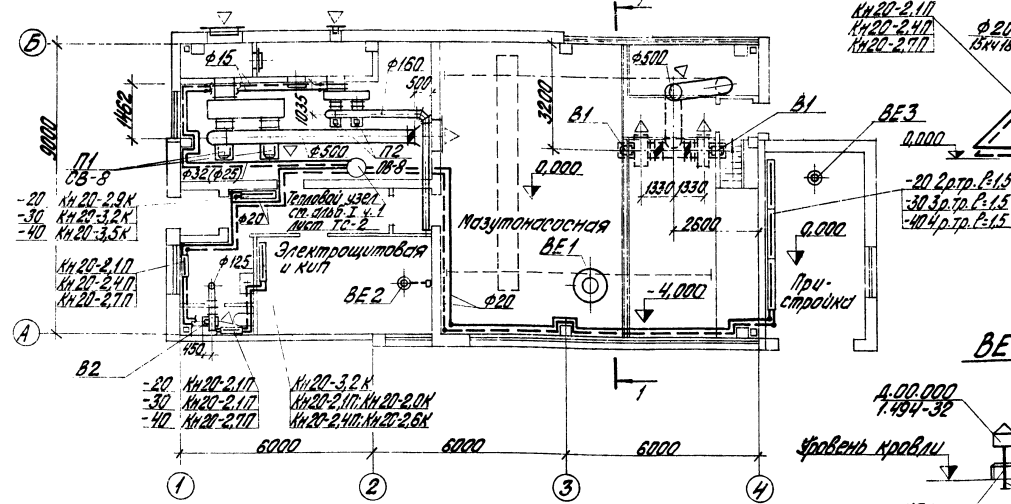 Кн20-2,1П
Кн20-2,4П
Кн20-2,7П
Ф20
15кч18
Б
Ф15
Ф160
500
Ф500
1462
9000
1035
3200
В1
В1
ВЕ3
П1
СВ-8
Ф500
П2
ОВ-8
Ф32(Ф25)
0,000
0,000
-20 Кн20-2,9К
-30 Кн20-3,2К
-40 Кн20-3,5К
Ф20
Тепловой узел
см. альб. I ч.1
лист ТС-2
1330 1330
2600
-20 2р.тр. ℓ=1,5
-30 3р.тр. ℓ=1,5
-40 4р.тр. ℓ=1,5
Мазутонасосная
ВЕ1
0,000
Кн20-2,1П
Кн20-2,4П
Кн20-2,7П
Электрощитовая
и кип
Ф125
ВЕ2
Ф20
-4,000
При-
стройка
А
450
В2
ВЕ
-20 Кн20-2,1П
-30 Кн20-2,1П
-40 Кн20-2,7П
Кн20-3,2К
Кн20-2,1П; Кн20-2,0К
Кн20-2,4П; Кн20-2,6К
1
Д.00.000
1.494-32
6000
6000
6000
Уровень кровли
1
2
3
4